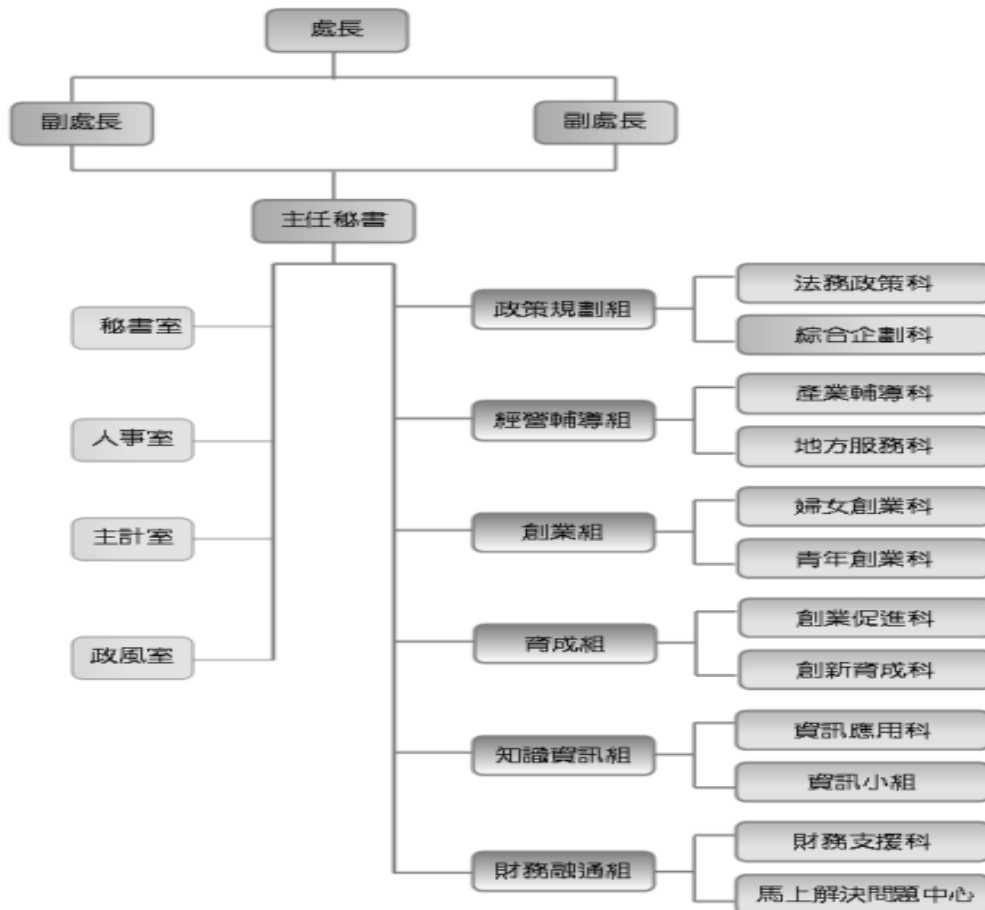 處長
副處長
副處長
主任秘書
秘書室
人事室
主計室
政風室
政策規劃組
法務政策科
綜合企劃科
經營輔導組
產業輔導科
地方服務科
創業組
婦女創業科
青年創業科
育成組
創業促進科
創新育成科
知識資訊組
資訊應用科
資訊小組
財務融通組
財務支援科
馬上解決問題中心